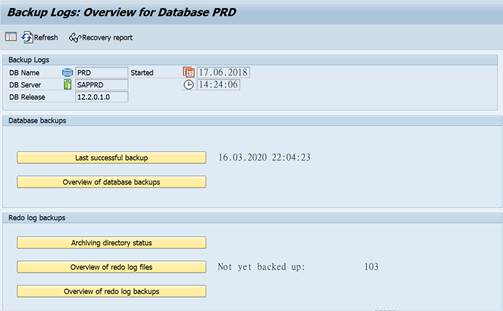 Backup Logs: Overview for Database PRD
Refresh Recovery report
Backup Logs
DB Name PRD Started 17.06.2018
DB Server SAPPRD 14:24:06
DB Release 12.2.0.1.0
Database backups
Last successful backup 16.03.2020 22:04:23
Overview of database backups
Redo log backups
Archiving directory status
Overview of redo log files Not yet backed up: 103
Overview of redo log backups